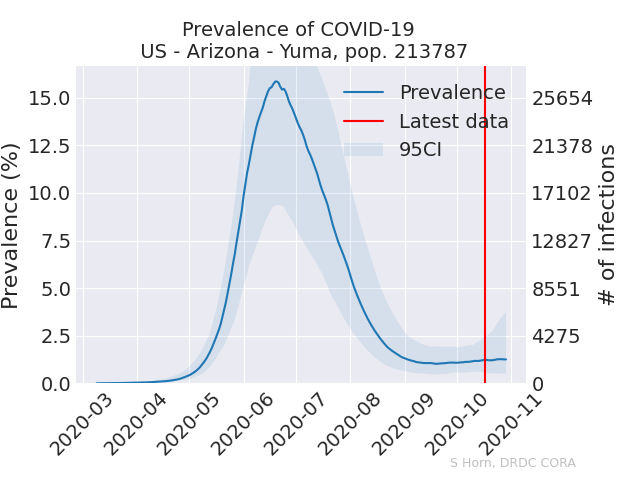 Prevalence of COVID-19
US - Arizona - Yuma, pop. 213787
Prevalence (%)
15.0
12.5
10.0
7.5
5.0
2.5
0.0
Prevalence
Latest data
95CI
25654
21378
17102
12827
8551
4275
0
# of infections
2020-03
2020-04
2020-05
2020-06
2020-07
2020-08
2020-09
2020-10
2020-11
S Horn, DRDC CORA